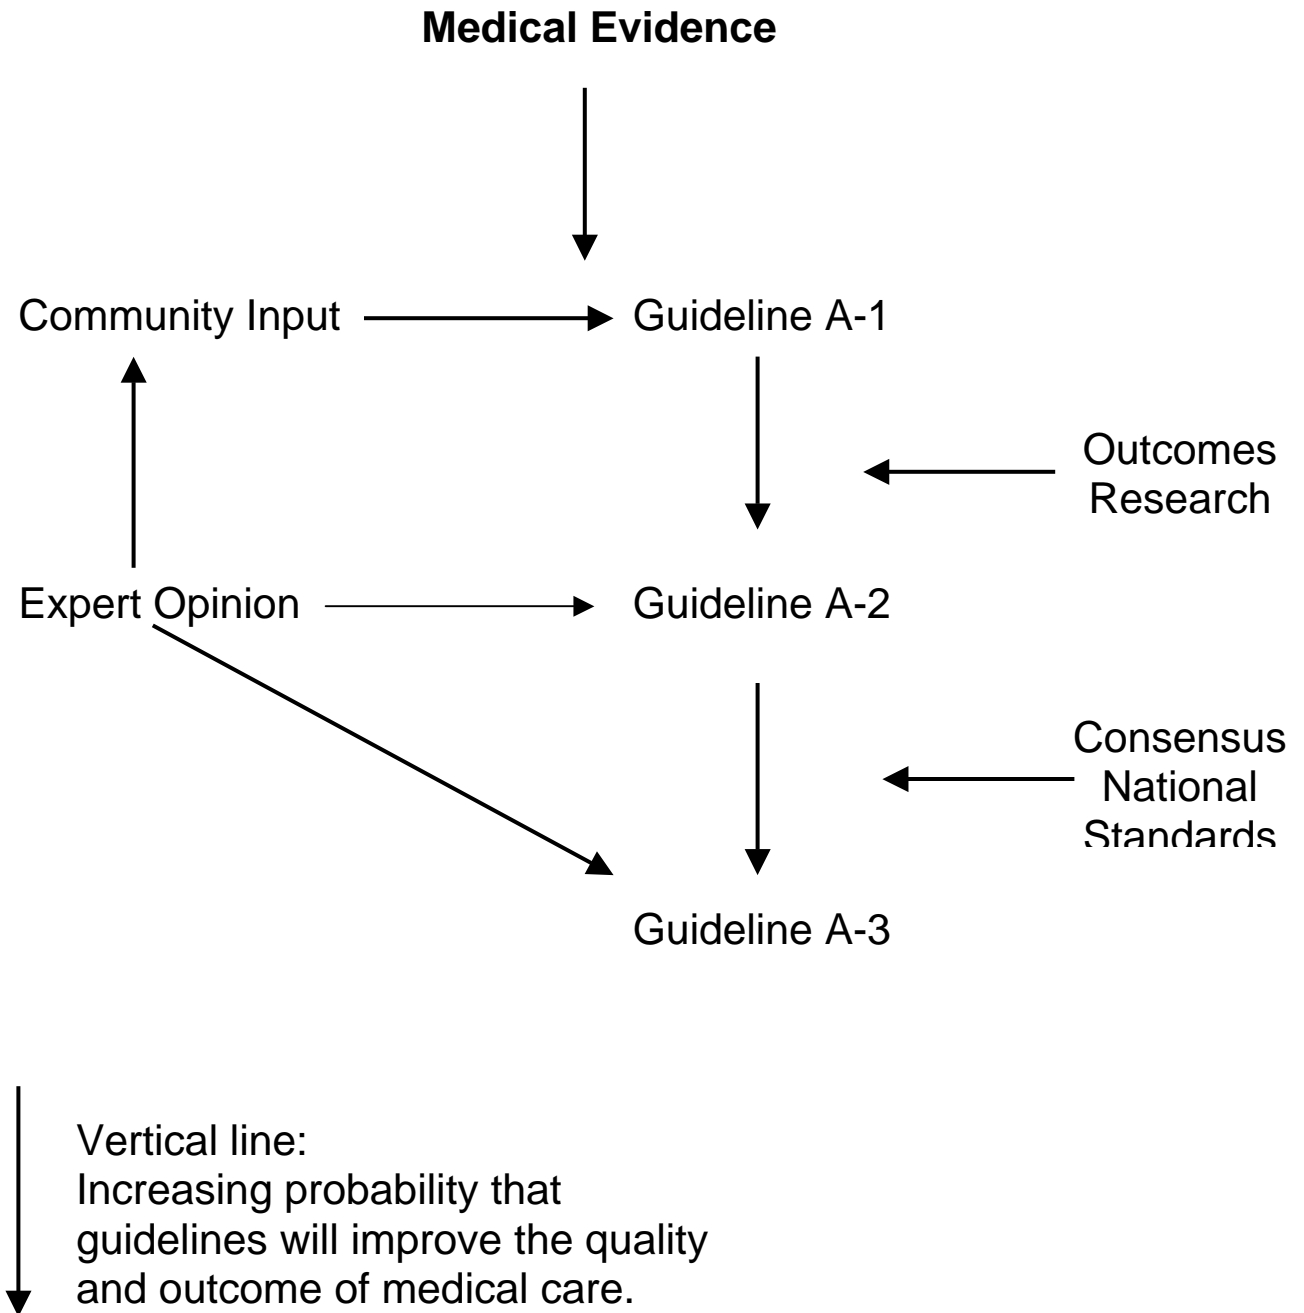 Medical Evidence
Community Input
Guideline A-1
Outcomes
Research
Expert Opinion
Guideline A-2
Consensus
National
Standards
Guideline A-3
Vertical line:
Increasing probability that
guidelines will improve the quality
and outcome of medical care.